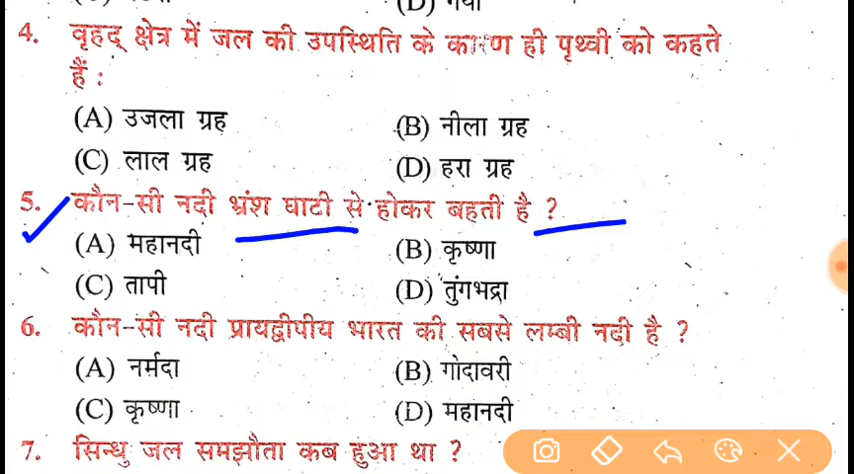 4. वृहद् क्षेत्र में जल की उपस्थिति के कारण ही पृथ्वी को कहते
हैं :
(A) उजला ग्रह (B) नीला ग्रह
(C) लाल ग्रह (D) हरा ग्रह
5. कौन-सी नदी भ्रंश घाटी से होकर बहती है ?
(A) महानदी (B) कृष्णा
(C) तापी (D) तुंगभद्रा
6. कौन-सी नदी प्रायद्वीपीय भारत की सबसे लम्बी नदी है ?
(A) नर्मदा (B) गोदावरी
(C) कृष्णा (D) महानदी
7. सिन्धु जल समझौता कब हुआ था ?